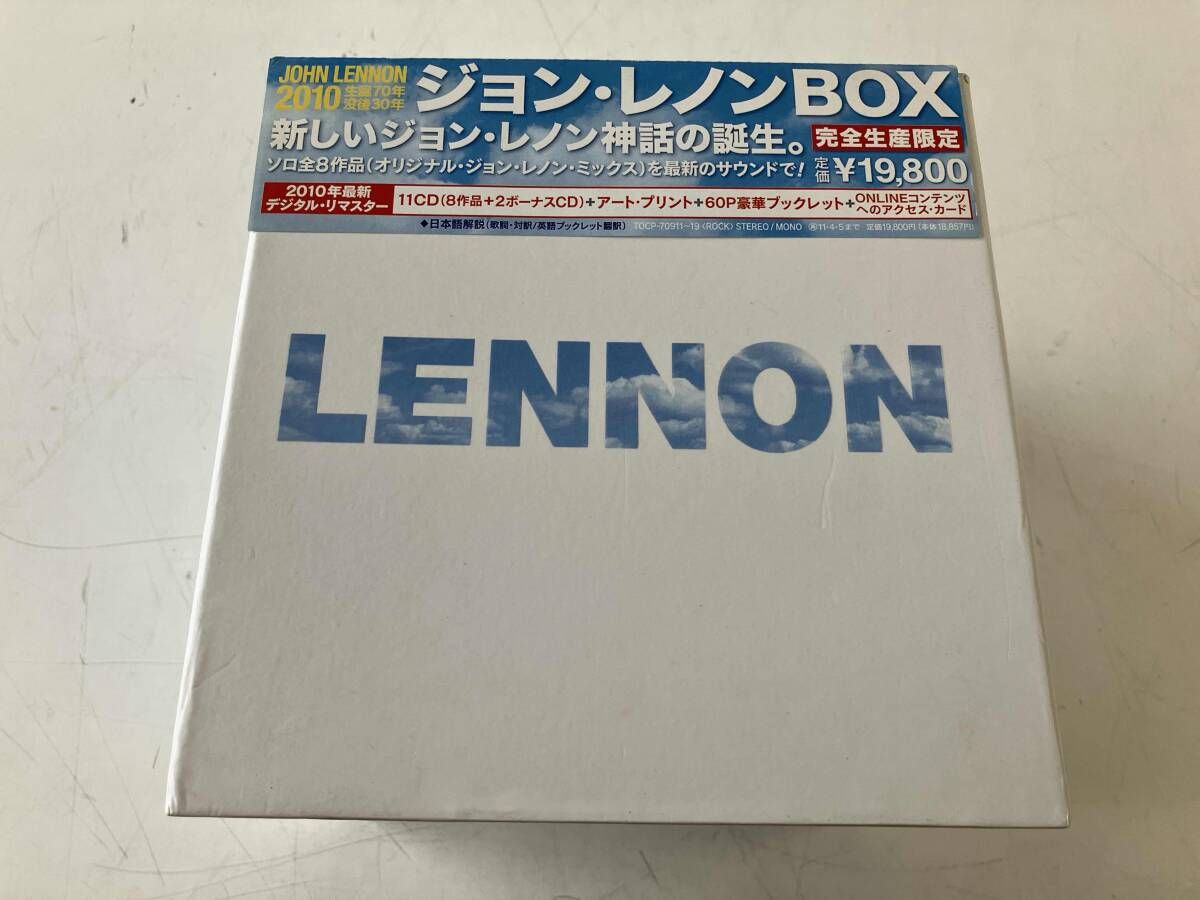 JOHN LENNON
2010 生誕70年 没後30年
ジョン・レノンBOX
新しいジョン・レノン神話の誕生。 完全生産限定
ソロ全8作品(オリジナル・ジョン・レノン・ミックス)を最新のサウンドで! 定価 ¥19,800
2010年最新
デジタル・リマスター
11CD(8作品+2ボーナスCD)+アート・プリント+60P豪華ブックレット+ONLINEコンテンツ
へのアクセス・カード
◆日本語解説(歌詞・対訳/英語ブックレット翻訳) TOCP-70911~19 〈ROCK〉 STEREO/MONO Ⓡ11・4・5まで 定価19,800円(本体18,857円)
LENNON